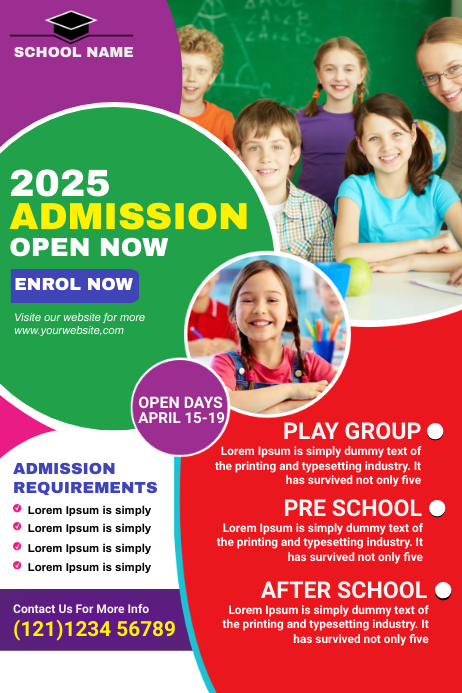 SCHOOL NAME
2025
ADMISSION
OPEN NOW
ENROL NOW
Visite our website for more
www.yourwebsite,com
OPEN DAYS
APRIL 15-19
ADMISSION
REQUIREMENTS
Lorem Ipsum is simply
Lorem Ipsum is simply
Lorem Ipsum is simply
Lorem Ipsum is simply
Contact Us For More Info
(121)1234 56789
PLAY GROUP
Lorem Ipsum is simply dummy text of
the printing and typesetting industry. It
has survived not only five
PRE SCHOOL
Lorem Ipsum is simply dummy text of
the printing and typesetting industry. It
has survived not only five
AFTER SCHOOL
Lorem Ipsum is simply dummy text of
the printing and typesetting industry. It
has survived not only five